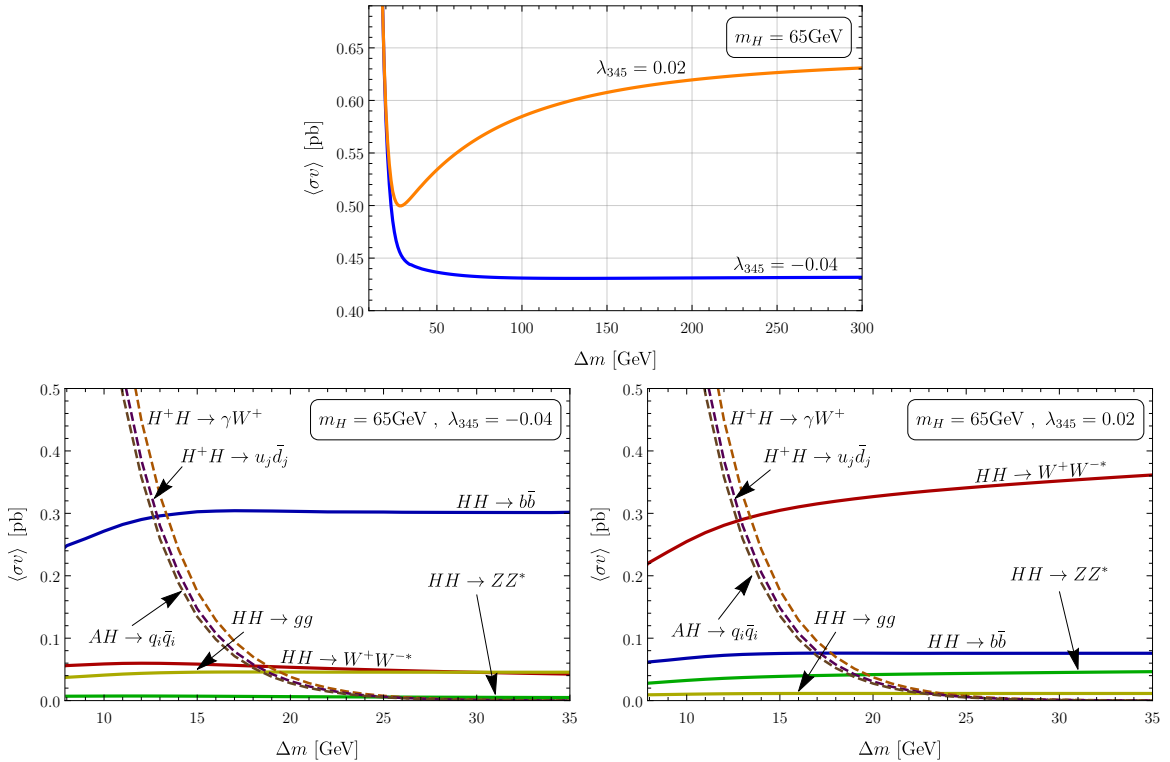 m_H = 65GeV
λ_345 = 0.02
λ_345 = −0.04
⟨σv⟩ [pb]
0.65
0.60
0.55
0.50
0.45
0.40
50 100 150 200 250 300
Δm [GeV]
m_H = 65GeV , λ_345 = −0.04
H⁺H → γW⁺
H⁺H → u_j d̄_j
HH → bb̄
HH → ZZ*
HH → gg
AH → q_i q̄_i
HH → W⁺W⁻*
⟨σv⟩ [pb]
0.5
0.4
0.3
0.2
0.1
0.0
10 15 20 25 30 35
Δm [GeV]
m_H = 65GeV , λ_345 = 0.02
H⁺H → γW⁺
H⁺H → u_j d̄_j
HH → W⁺W⁻*
HH → ZZ*
HH → gg
AH → q_i q̄_i
HH → bb̄
⟨σv⟩ [pb]
0.5
0.4
0.3
0.2
0.1
0.0
10 15 20 25 30 35
Δm [GeV]